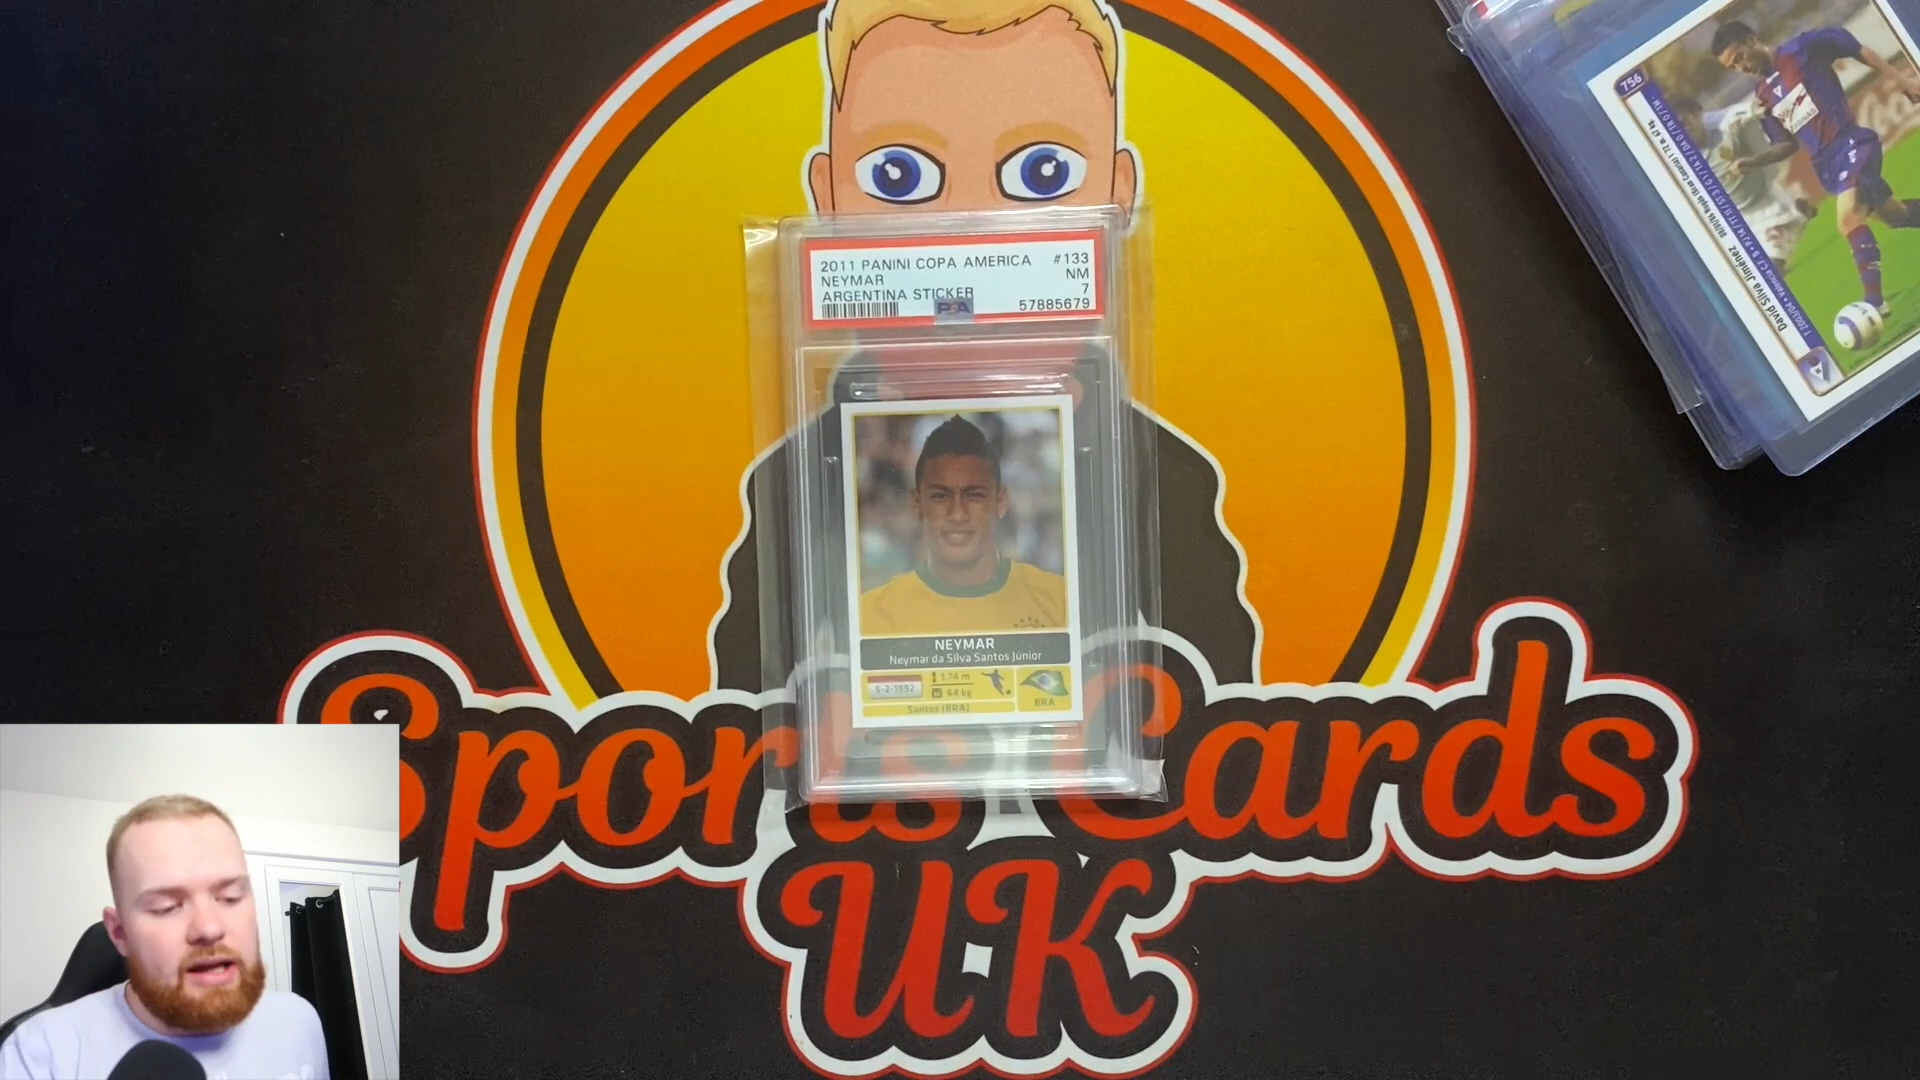 2011 PANINI COPA AMERICA #133
NEYMAR NM
ARGENTINA STICKER 7
PSA 57885679
NEYMAR
Neymar da Silva Santos Júnior
5-2-1992
1,74 m
64 kg
Santos (BRA)
BRA
Sports Cards
UK
756
David Silva Jiménez